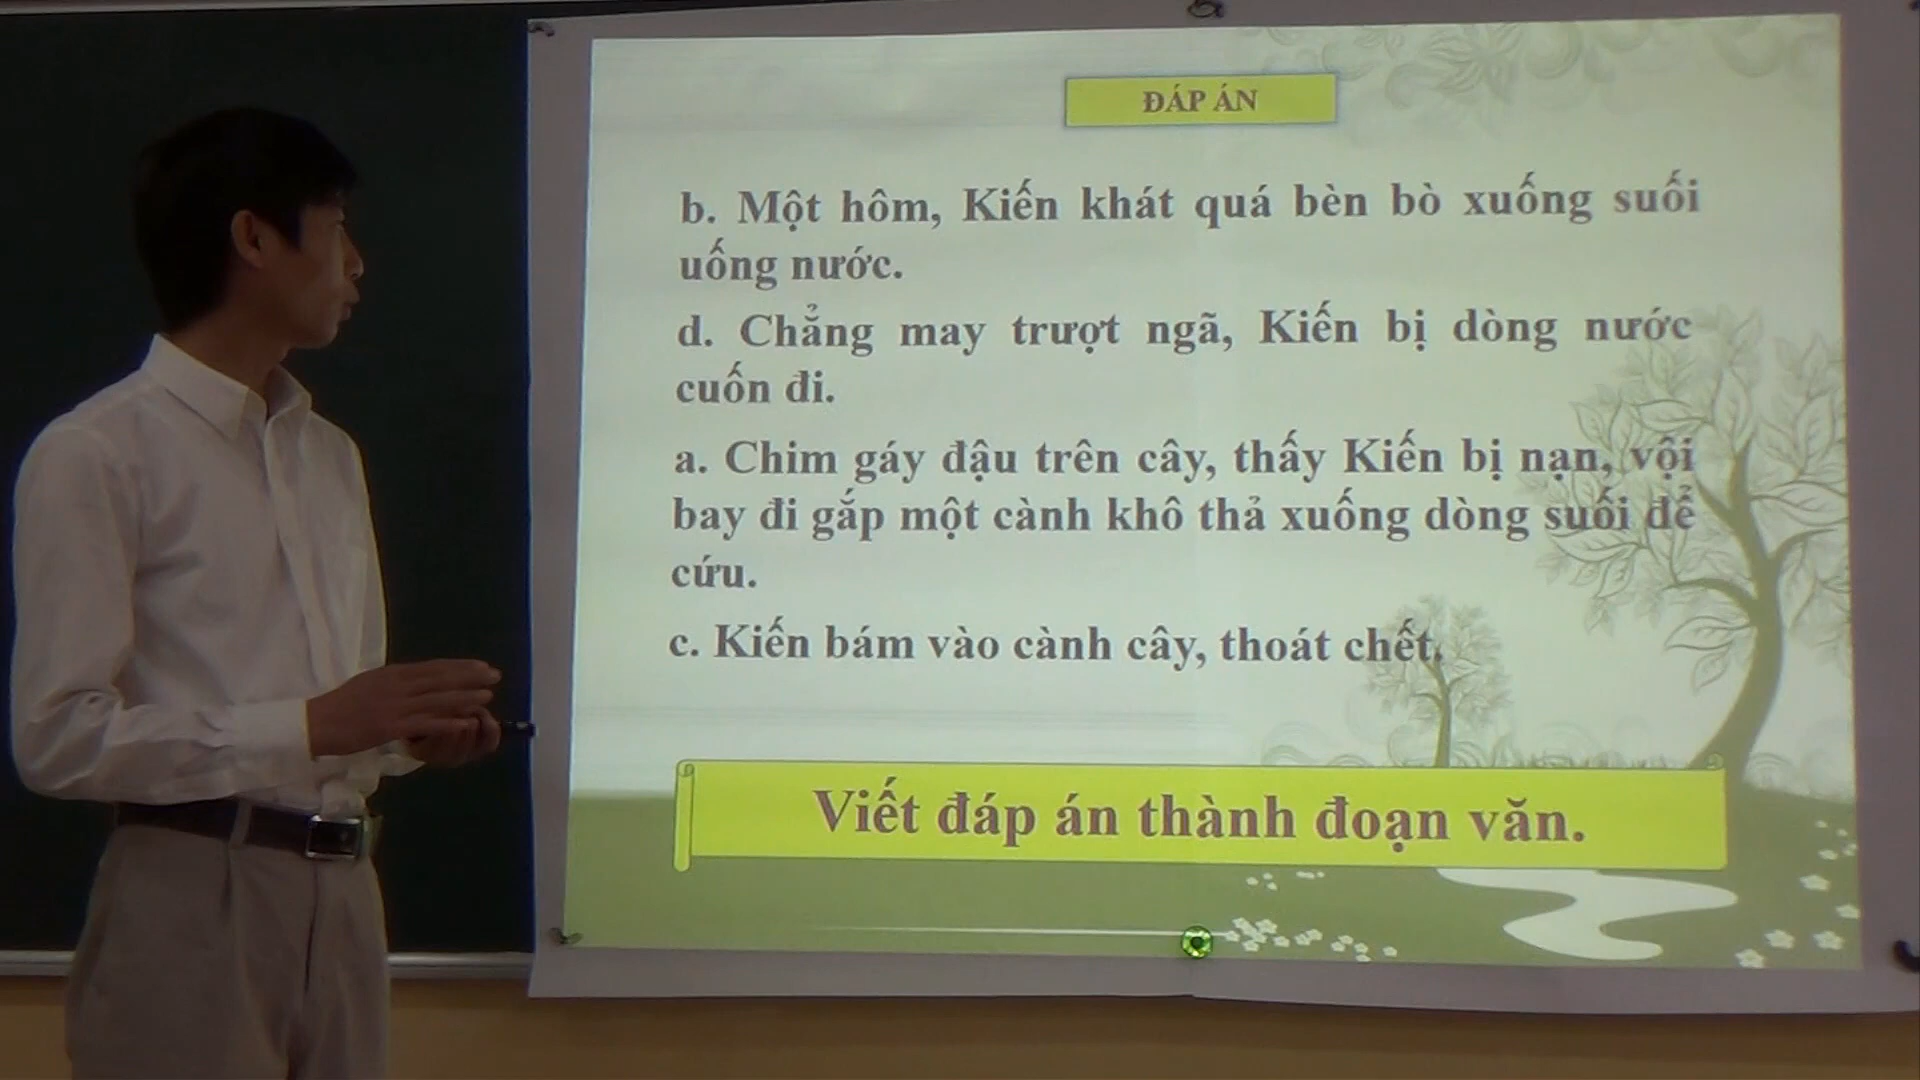 ĐÁP ÁN
b. Một hôm, Kiến khát quá bèn bò xuống suối
uống nước.
d. Chẳng may trượt ngã, Kiến bị dòng nước
cuốn đi.
a. Chim gáy đậu trên cây, thấy Kiến bị nạn, vội
bay đi gắp một cành khô thả xuống dòng suối để
cứu.
c. Kiến bám vào cành cây, thoát chết.
Viết đáp án thành đoạn văn.